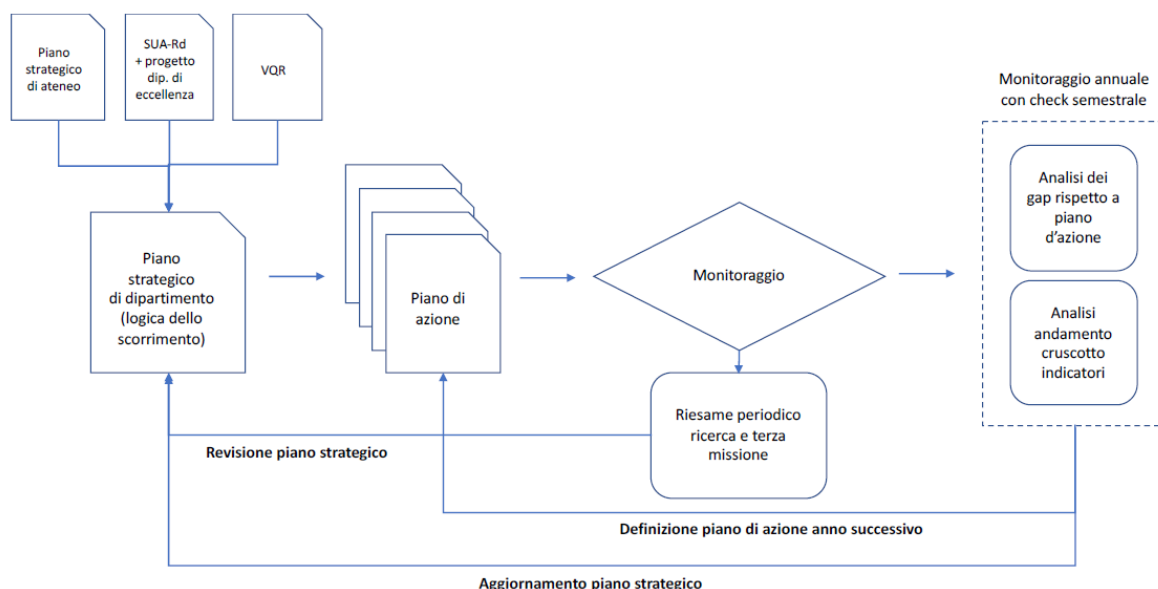 Piano
strategico
di ateneo
SUA-Rd
+ progetto
dip. di
eccellenza
VQR
Monitoraggio annuale
con check semestrale
Piano
strategico
di dipartimento
(logica dello
scorrimento)
Piano di
azione
Monitoraggio
Analisi dei
gap rispetto a
piano
d’azione
Analisi
andamento
cruscotto
indicatori
Riesame periodico
ricerca e terza
missione
Revisione piano strategico
Definizione piano di azione anno successivo
Aggiornamento piano strategico